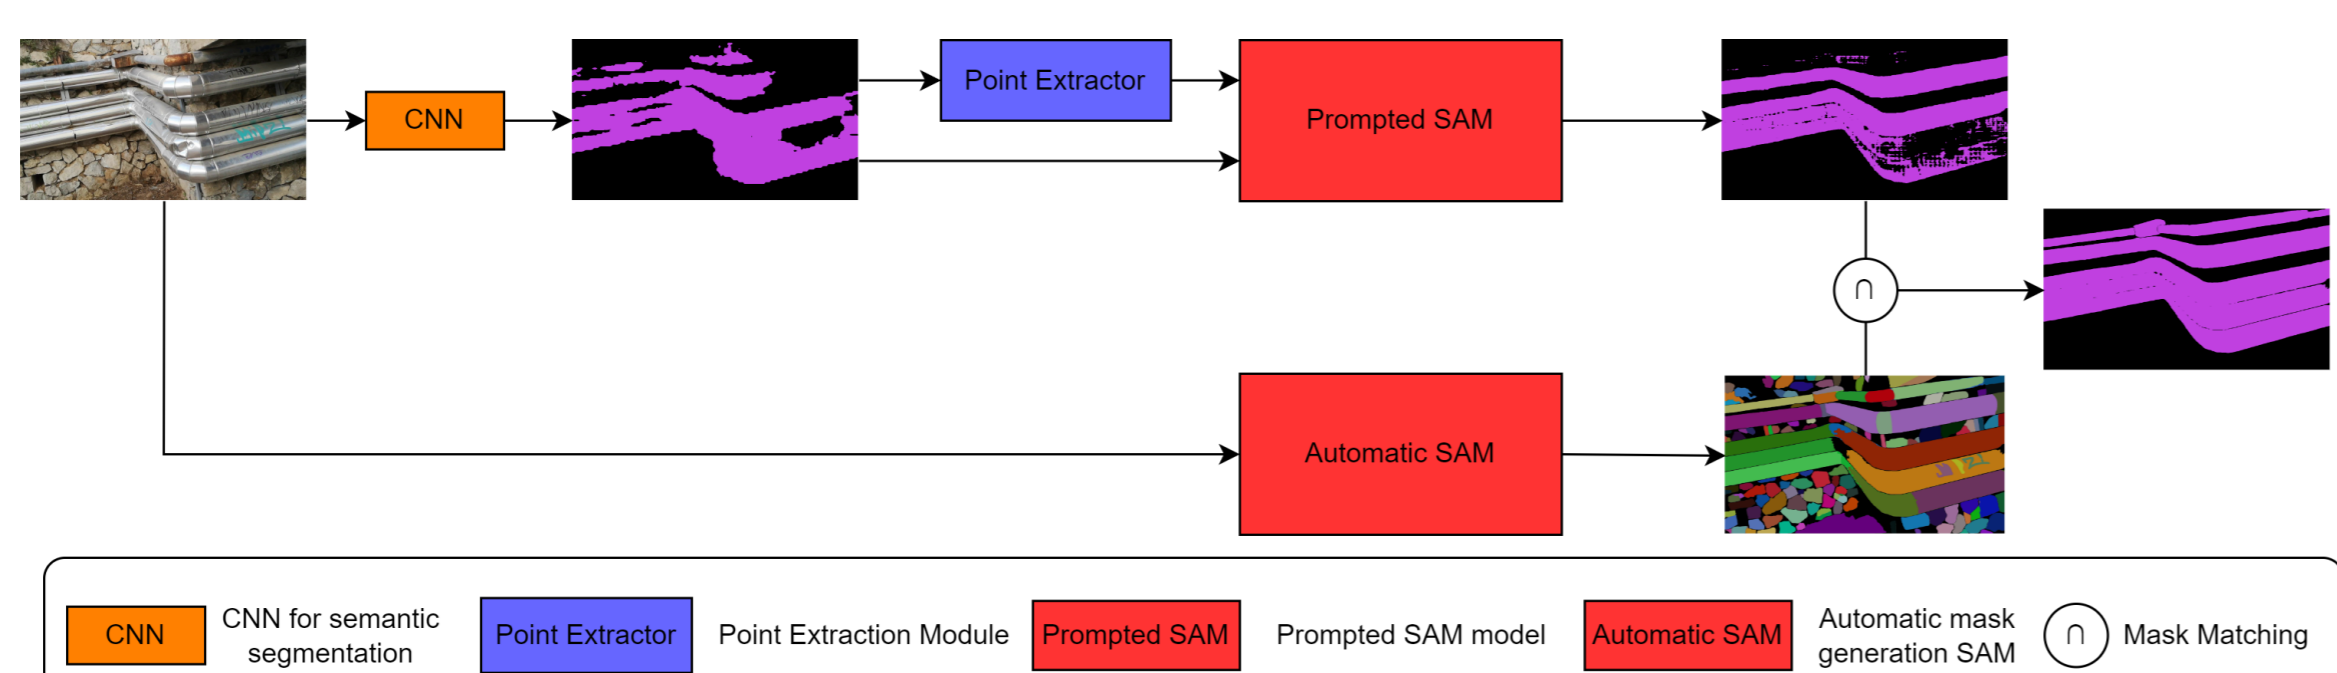 Point Extractor
CNN
Prompted SAM
∩
Automatic SAM
CNN
CNN for semantic
segmentation
Point Extractor
Point Extraction Module
Prompted SAM
Prompted SAM model
Automatic SAM
Automatic mask
generation SAM
∩
Mask Matching